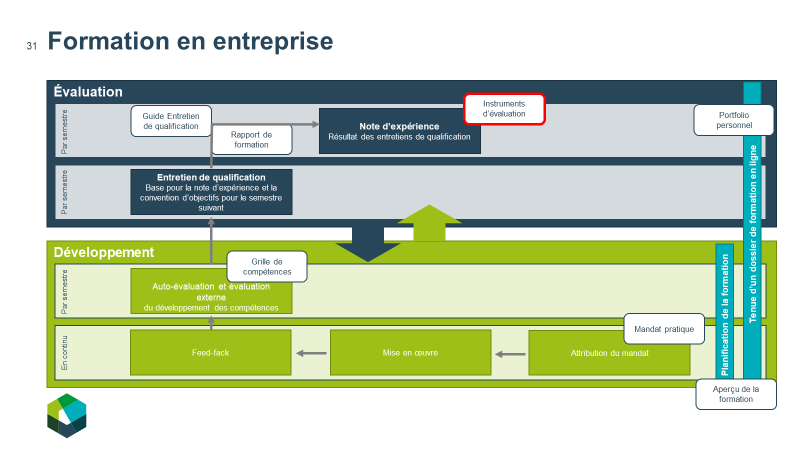 31
Formation en entreprise
Évaluation
Par semestre
Guide Entretien
de qualification
Rapport de
formation
Note d'expérience
Résultat des entretiens de qualification
Instruments
d'évaluation
Portfolio
personnel
Par semestre
Entretien de qualification
Base pour la note d'expérience et la
convention d'objectifs pour le semestre
suivant
Tenue d'un dossier de formation en ligne
Développement
Par semestre
Grille de
compétences
Auto-évaluation et évaluation
externe
du développement des compétences
Planification de la formation
En continu
Feed-fack
Mise en œuvre
Attribution du mandat
Mandat pratique
Aperçu de la
formation